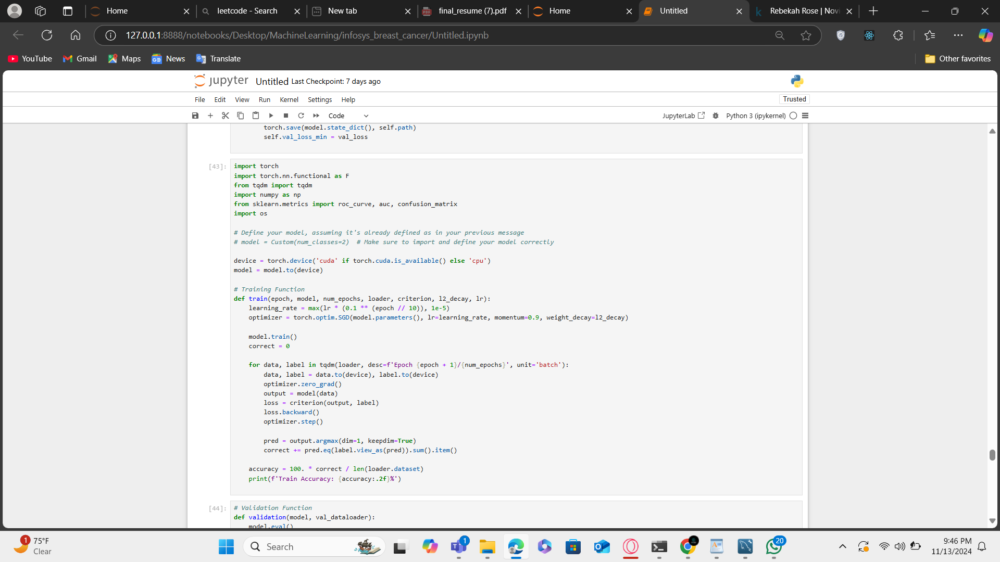 Home
leetcode - Search
New tab
final_resume (7).pdf
Home
Untitled
Rebekah Rose | Novi
127.0.0.1:8888/notebooks/Desktop/MachineLearning/infosys_breast_cancer/Untitled.ipynb
YouTube
Gmail
Maps
News
Translate
Other favorites
jupyter Untitled Last Checkpoint: 7 days ago
File Edit View Run Kernel Settings Help
Trusted
Code
JupyterLab
Python 3 (ipykernel)
torch.save(model.state_dict(), self.path)
self.val_loss_min = val_loss
[43]:
import torch
import torch.nn.functional as F
from tqdm import tqdm
import numpy as np
from sklearn.metrics import roc_curve, auc, confusion_matrix
import os
# Define your model, assuming it's already defined as in your previous message
# model = Custom(num_classes=2)  # Make sure to import and define your model correctly
device = torch.device('cuda' if torch.cuda.is_available() else 'cpu')
model = model.to(device)
# Training Function
def train(epoch, model, num_epochs, loader, criterion, l2_decay, lr):
learning_rate = max(lr * (0.1 ** (epoch // 10)), 1e-5)
optimizer = torch.optim.SGD(model.parameters(), lr=learning_rate, momentum=0.9, weight_decay=l2_decay)
model.train()
correct = 0
for data, label in tqdm(loader, desc=f'Epoch {epoch + 1}/{num_epochs}', unit='batch'):
data, label = data.to(device), label.to(device)
optimizer.zero_grad()
output = model(data)
loss = criterion(output, label)
loss.backward()
optimizer.step()
pred = output.argmax(dim=1, keepdim=True)
correct += pred.eq(label.view_as(pred)).sum().item()
accuracy = 100. * correct / len(loader.dataset)
print(f'Train Accuracy: {accuracy:.2f}%')
[44]:
# Validation Function
def validation(model, val_dataloader):
model.eval()
1
75°F
Clear
Search
1
20
9:46 PM
11/13/2024